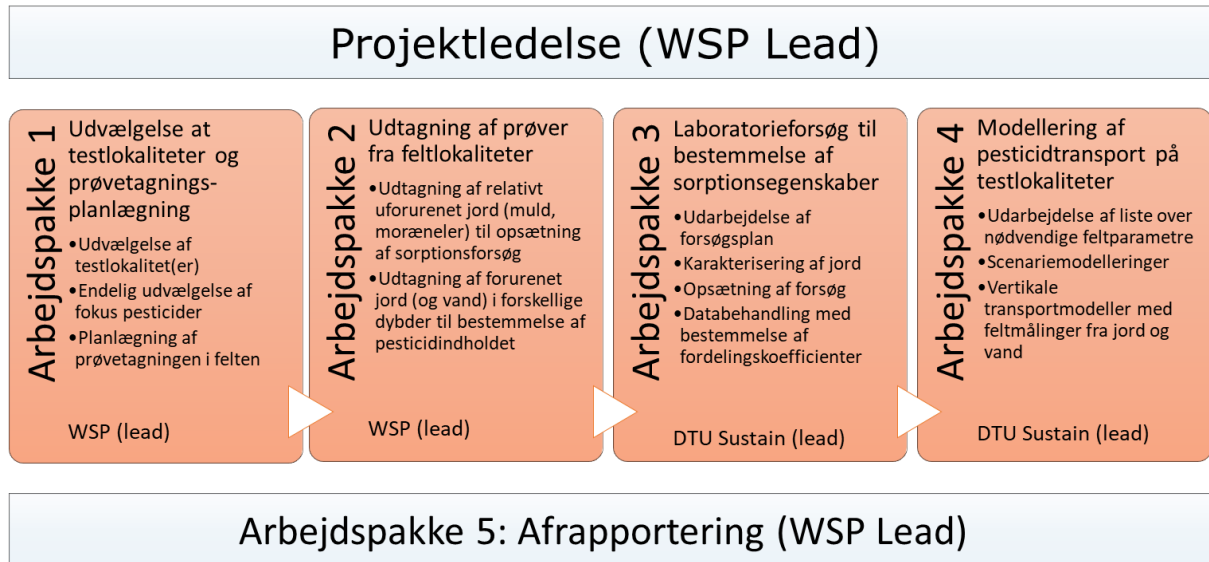 Projektledelse (WSP Lead)
Arbejdspakke 1
Udvælgelse at
testlokaliteter og
prøvetagnings-
planlægning
•Udvælgelse af
testlokalitet(er)
•Endelig udvælgelse af
fokus pesticider
•Planlægning af
prøvetagningen i felten
WSP (lead)
Arbejdspakke 2
Udtagning af prøver
fra feltlokaliteter
•Udtagning af relativt
uforurenet jord (muld,
moræneler) til opsætning
af sorptionsforsøg
•Udtagning af forurenet
jord (og vand) i forskellige
dybder til bestemmelse af
pesticidindholdet
WSP (lead)
Arbejdspakke 3
Laboratorieforsøg til
bestemmelse af
sorptionsegenskaber
•Udarbejdelse af
forsøgsplan
•Karakterisering af jord
•Opsætning af forsøg
•Databehandling med
bestemmelse af
fordelingskoefficienter
DTU Sustain (lead)
Arbejdspakke 4
Modellering af
pesticidtransport på
testlokaliteter
•Udarbejdelse af liste over
nødvendige feltparametre
•Scenariemodelleringer
•Vertikale
transportmodeller med
feltmålinger fra jord og
vand
DTU Sustain (lead)
Arbejdspakke 5: Afrapportering (WSP Lead)